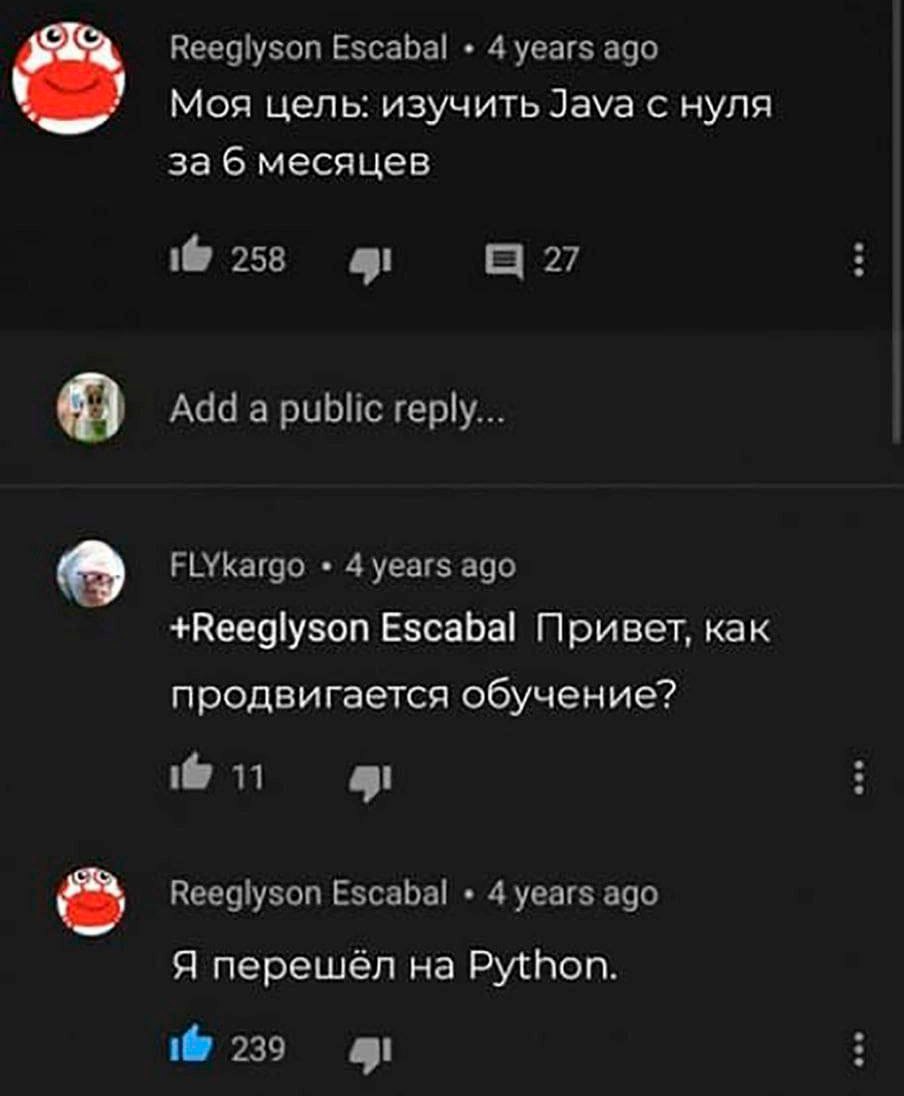 Reeglyson Escabal • 4 years ago
Моя цель: изучить Java с нуля
за 6 месяцев
258 27
Add a public reply...
FLYkargo • 4 years ago
+Reeglyson Escabal Привет, как
продвигается обучение?
11
Reeglyson Escabal • 4 years ago
Я перешёл на Python.
239